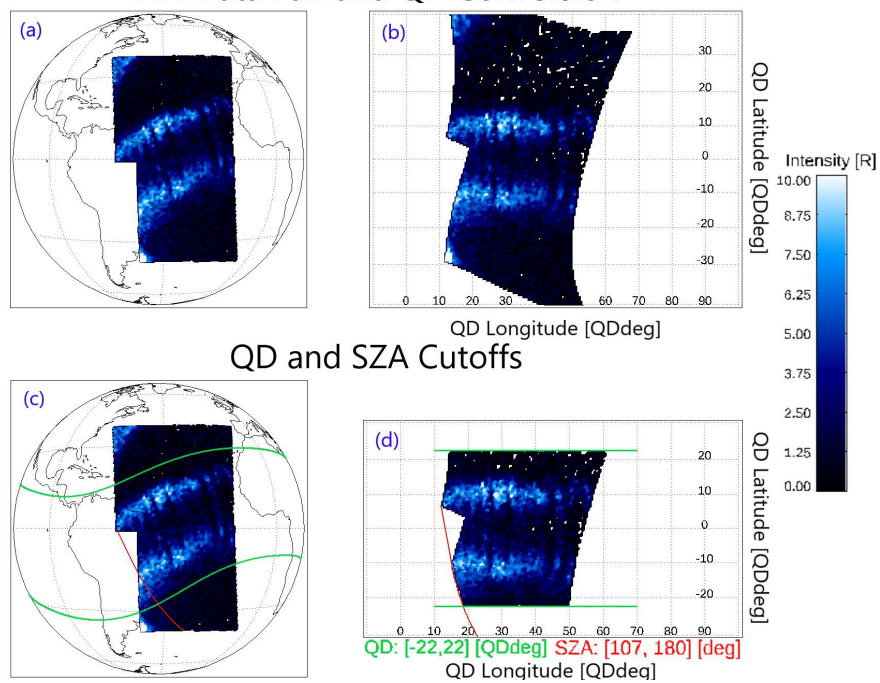 (a)
(b)
30
20
10
0
-10
-20
-30
0 10 20 30 40 50 60 70 80 90
QD Latitude [QDdeg]
QD Longitude [QDdeg]
Intensity [R]
10.00
8.75
7.50
6.25
5.00
3.75
2.50
1.25
0.00
QD and SZA Cutoffs
(c)
(d)
20
10
0
-10
-20
0 10 20 30 40 50 60 70 80 90
QD Latitude [QDdeg]
QD: [-22,22] [QDdeg] SZA: [107, 180] [deg]
QD Longitude [QDdeg]